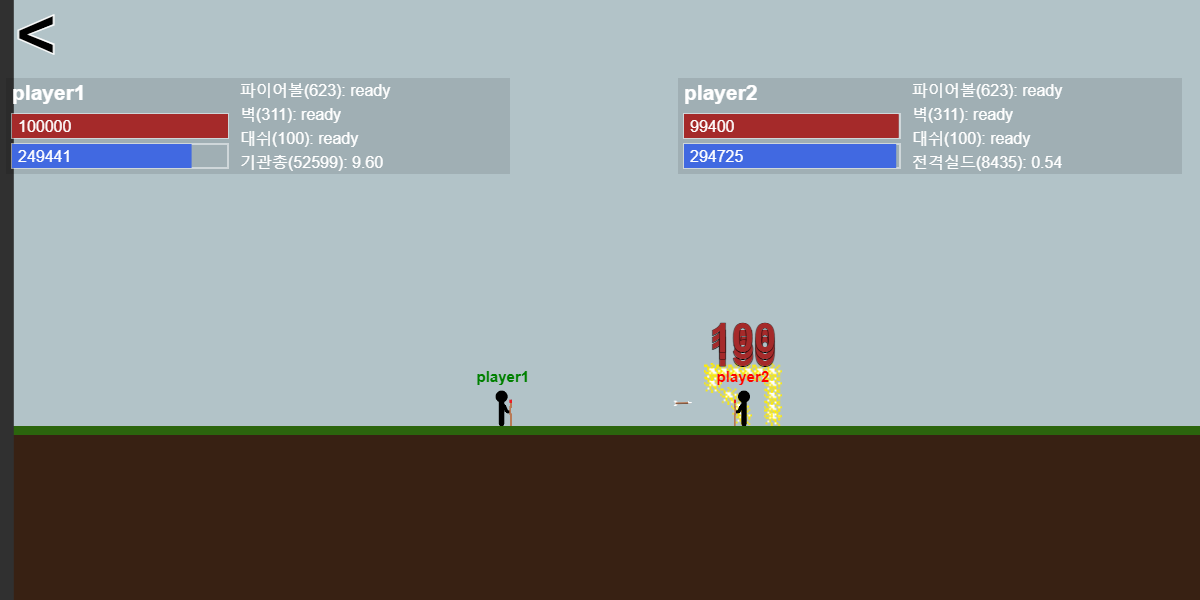 <
player1
100000
249441
파이어볼(623): ready
벽(311): ready
대쉬(100): ready
기관총(52599): 9.60
player2
99400
294725
파이어볼(623): ready
벽(311): ready
대쉬(100): ready
전격실드(8435): 0.54
player1
player2